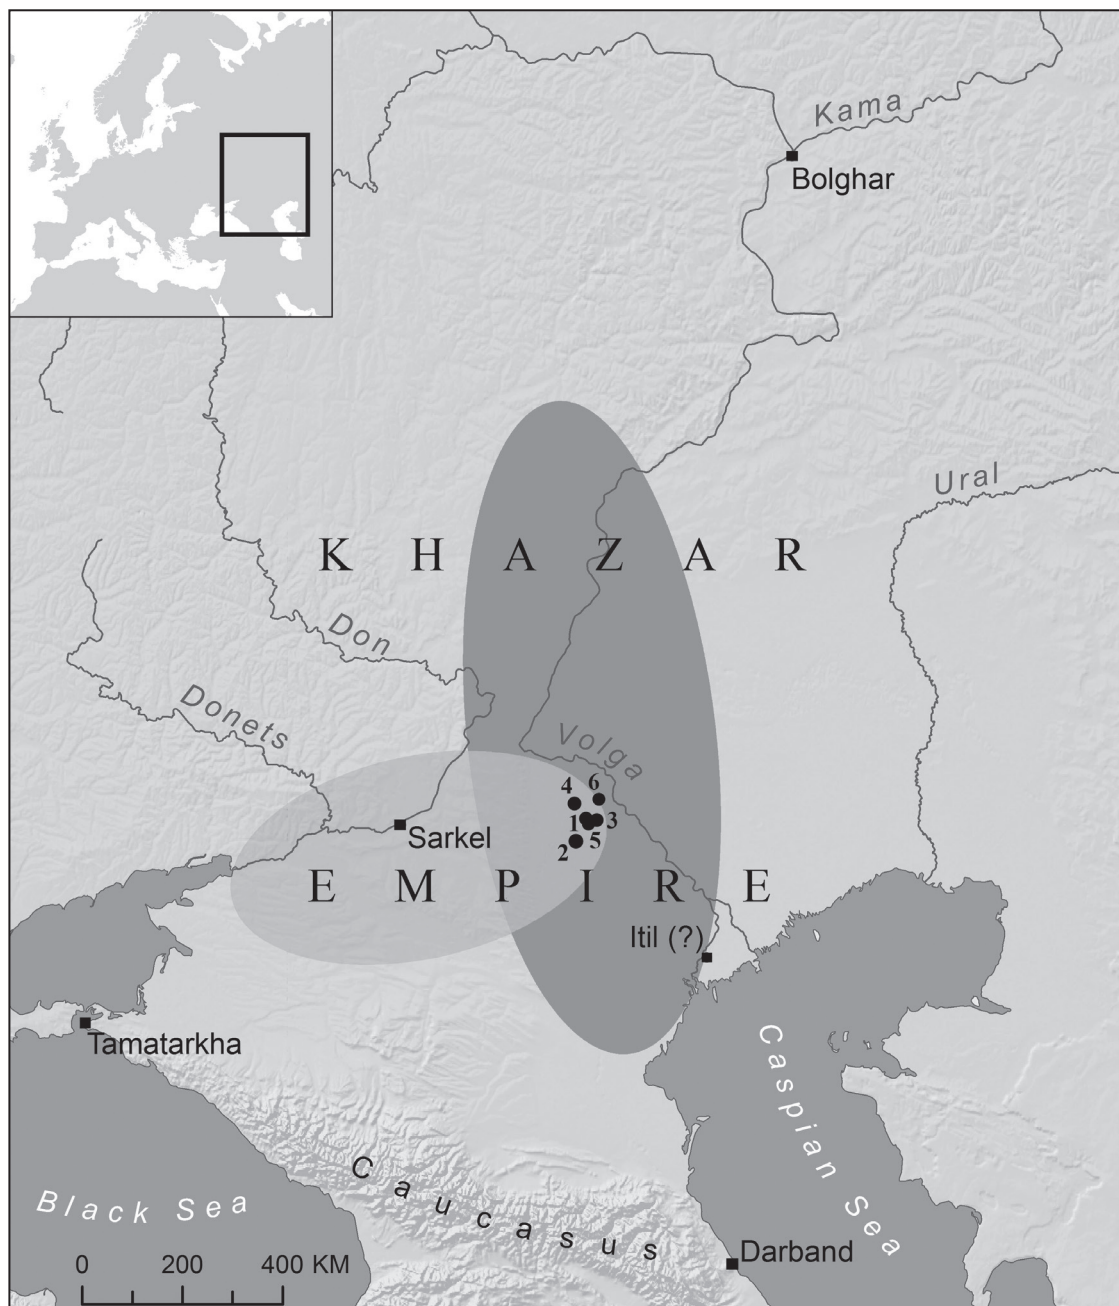 Kama
Bolghar
Ural
K H A Z A R
Don
Donets
Volga
4 6
1 3
Sarkel
2 5
E M P I R E
Itil (?)
Tamatarkha
Caspian Sea
Caucasus
Black Sea
Darband
0 200 400 KM